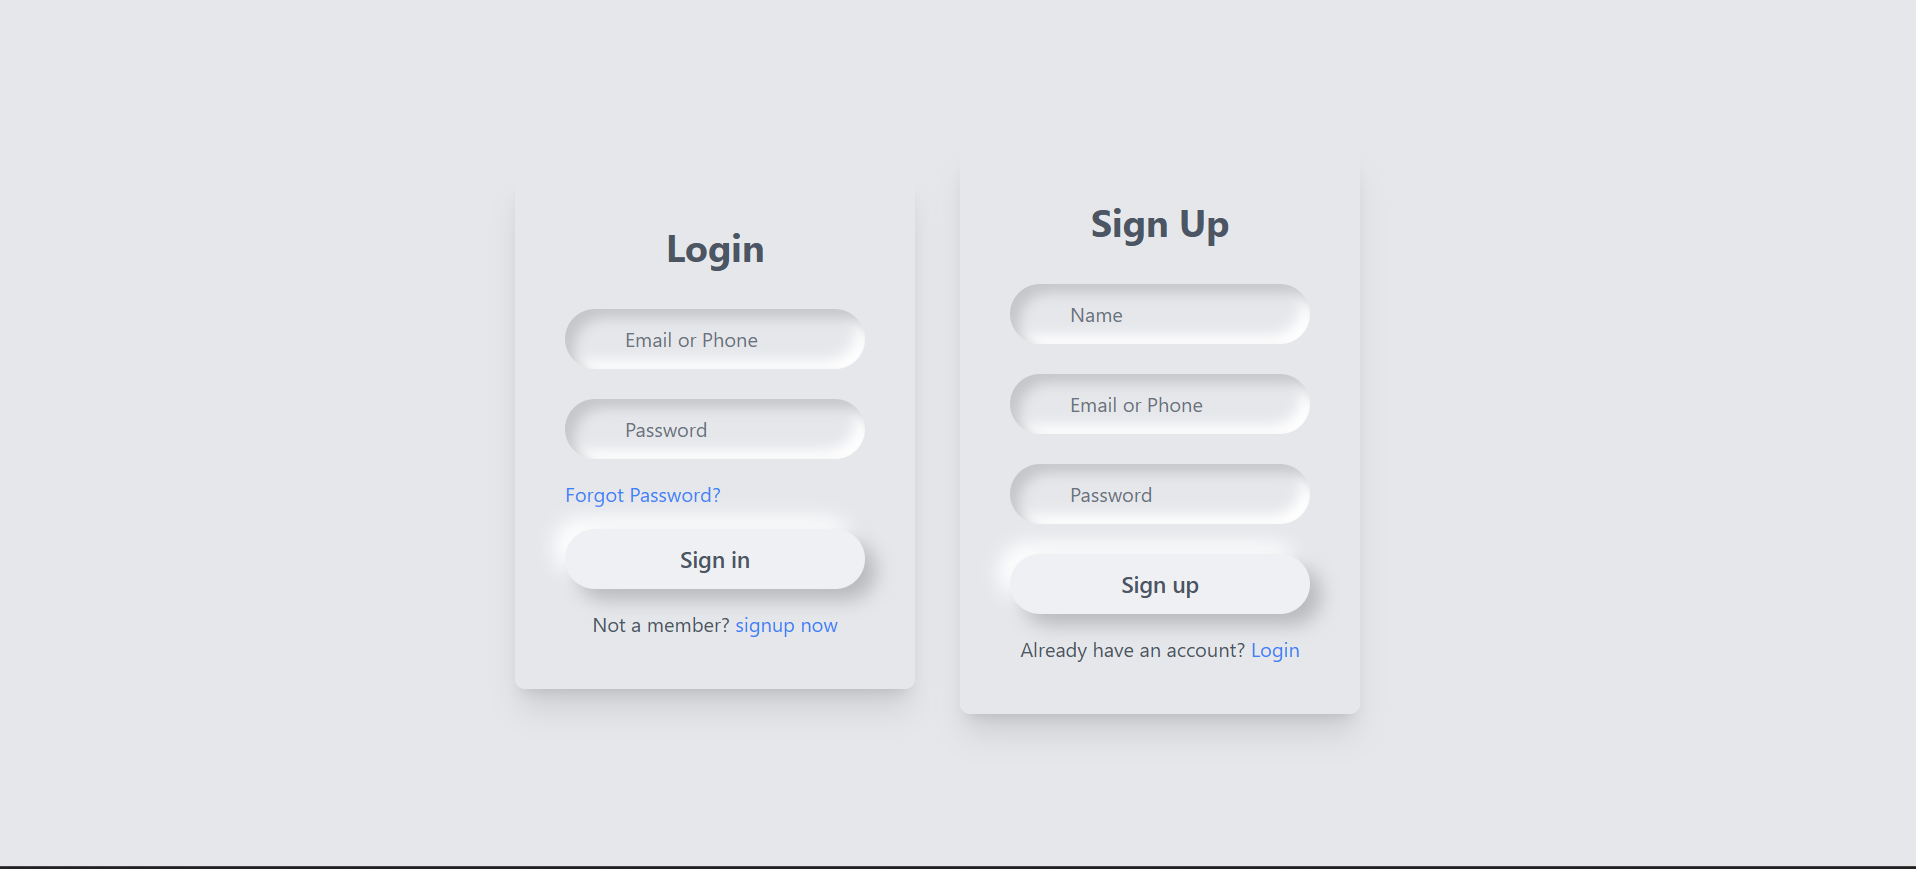 Login
Email or Phone
Password
Forgot Password?
Sign in
Not a member? signup now
Sign Up
Name
Email or Phone
Password
Sign up
Already have an account? Login